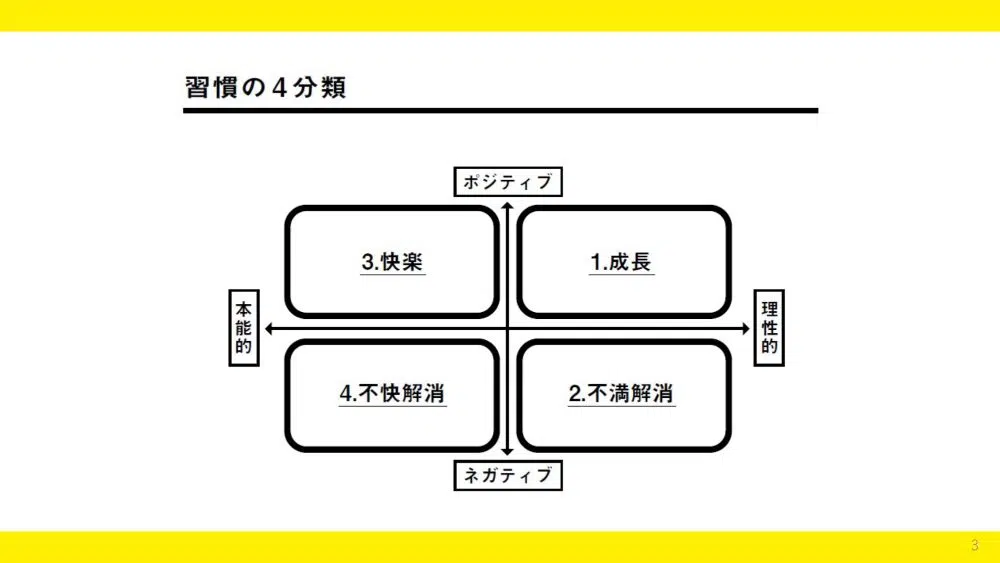 習慣の4分類
ポジティブ
3.快楽
1.成長
本能的
理性的
4.不快解消
2.不満解消
ネガティブ
3